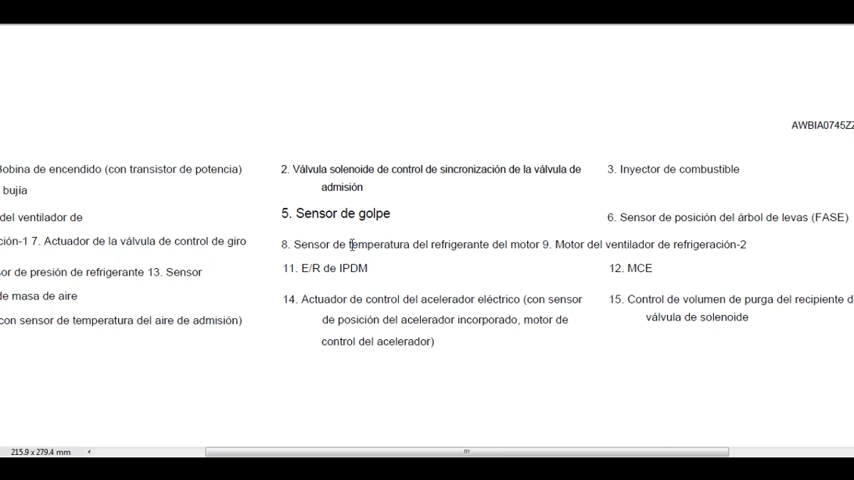 AWBIA0745Z
Bobina de encendido (con transistor de potencia)
2. Válvula solenoide de control de sincronización de la válvula de
3. Inyector de combustible
bujía
admisión
5. Sensor de golpe
del ventilador de
6. Sensor de posición del árbol de levas (FASE)
ción-1 7. Actuador de la válvula de control de giro
8. Sensor de temperatura del refrigerante del motor 9. Motor del ventilador de refrigeración-2
11. E/R de IPDM
12. MCE
sor de presión de refrigerante 13. Sensor
de masa de aire
14. Actuador de control del acelerador eléctrico (con sensor
15. Control de volumen de purga del recipiente d
con sensor de temperatura del aire de admisión)
de posición del acelerador incorporado, motor de
válvula de solenoide
control del acelerador)
215.9 x 279.4 mm